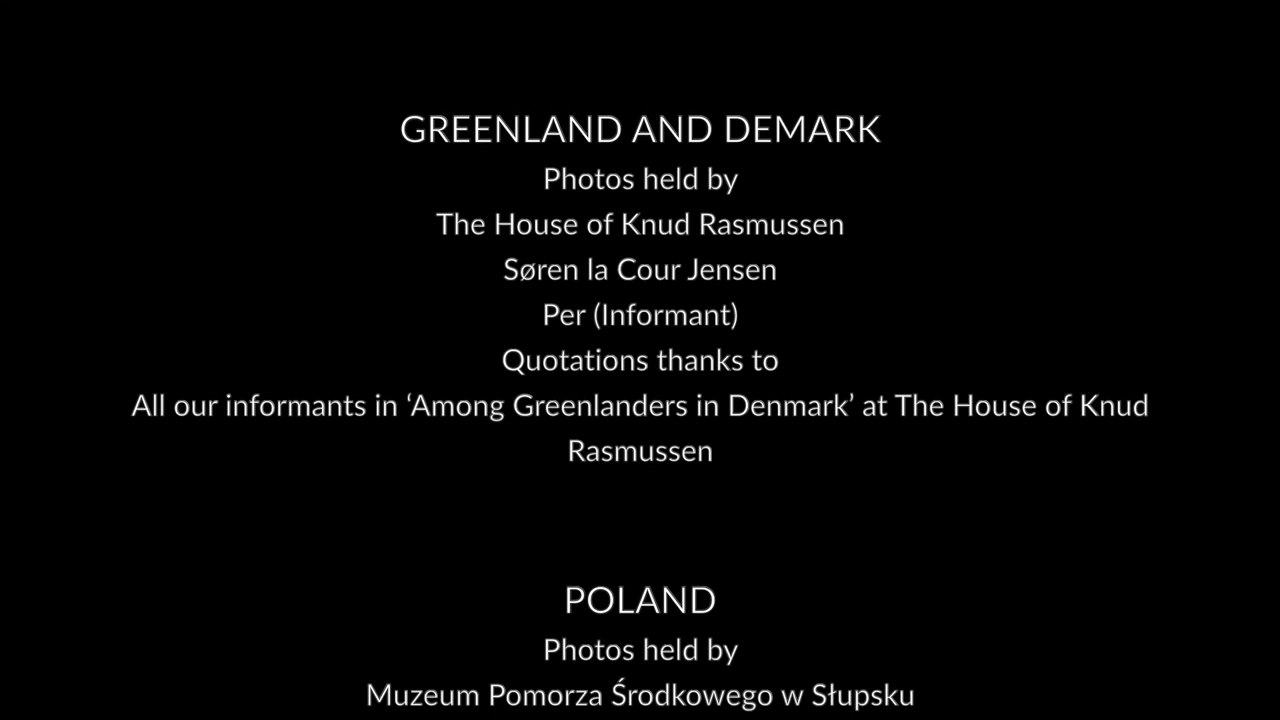 GREENLAND AND DEMARK
Photos held by
The House of Knud Rasmussen
Søren la Cour Jensen
Per (Informant)
Quotations thanks to
All our informants in ‘Among Greenlanders in Denmark’ at The House of Knud
Rasmussen
POLAND
Photos held by
Muzeum Pomorza Środkowego w Słupsku